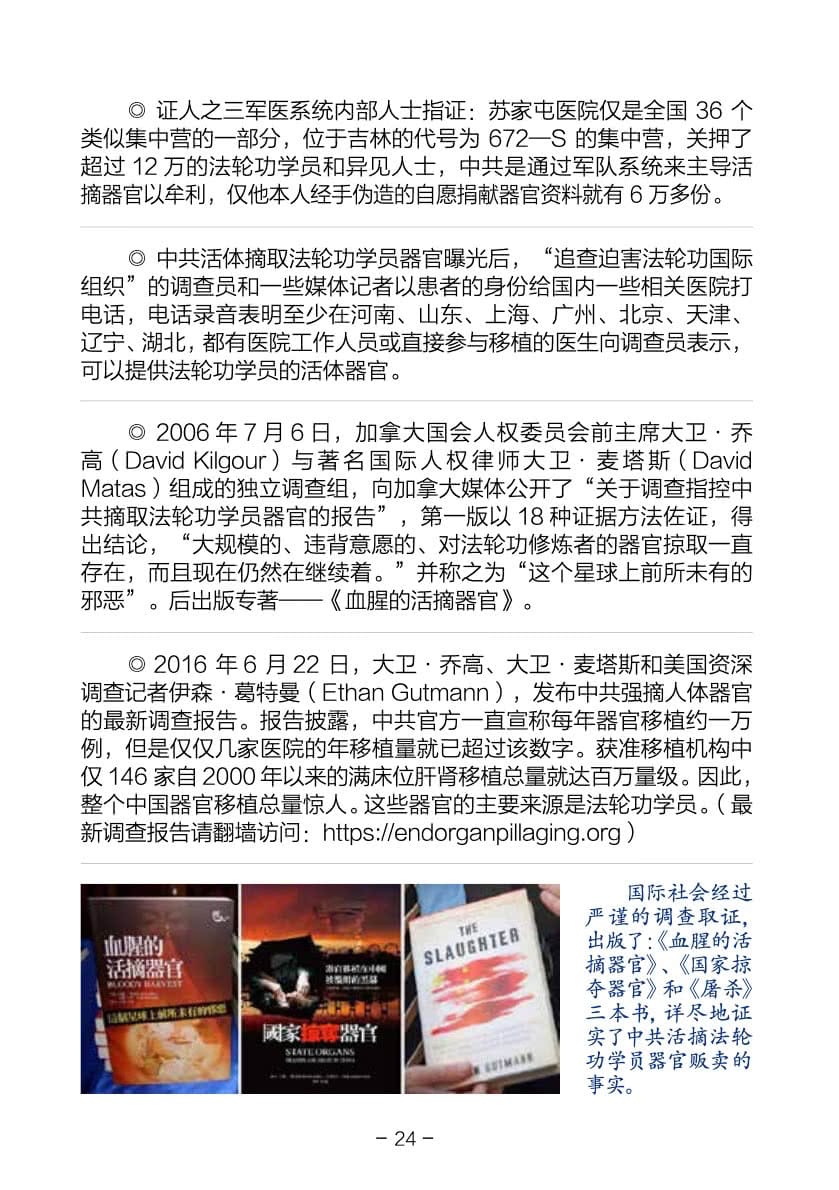 ◎ 证人之三军医系统内部人士指证：苏家屯医院仅是全国 36 个
类似集中营的一部分，位于吉林的代号为 672—S 的集中营，关押了
超过 12 万的法轮功学员和异见人士，中共是通过军队系统来主导活
摘器官以牟利，仅他本人经手伪造的自愿捐献器官资料就有 6 万多份。
◎ 中共活体摘取法轮功学员器官曝光后，“追查迫害法轮功国际
组织”的调查员和一些媒体记者以患者的身份给国内一些相关医院打
电话，电话录音表明至少在河南、山东、上海、广州、北京、天津、
辽宁、湖北，都有医院工作人员或直接参与移植的医生向调查员表示，
可以提供法轮功学员的活体器官。
◎ 2006 年 7 月 6 日，加拿大国会人权委员会前主席大卫 · 乔
高（David Kilgour）与著名国际人权律师大卫 · 麦塔斯（David
Matas）组成的独立调查组，向加拿大媒体公开了“关于调查指控中
共摘取法轮功学员器官的报告”，第一版以 18 种证据方法佐证，得
出结论，“大规模的、违背意愿的、对法轮功修炼者的器官掠取一直
存在，而且现在仍然在继续着。”并称之为“这个星球上前所未有的
邪恶”。后出版专著——《血腥的活摘器官》。
◎ 2016 年 6 月 22 日，大卫 · 乔高、大卫 · 麦塔斯和美国资深
调查记者伊森 · 葛特曼（Ethan Gutmann），发布中共强摘人体器官
的最新调查报告。报告披露，中共官方一直宣称每年器官移植约一万
例，但是仅仅几家医院的年移植量就已超过该数字。获准移植机构中
仅 146 家自 2000 年以来的满床位肝肾移植总量就达百万量级。因此，
整个中国器官移植总量惊人。这些器官的主要来源是法轮功学员。（最
新调查报告请翻墙访问：https://endorganpillaging.org）
血腥的
活摘器官
BLOODY HARVEST
這個星球上前所未有的邪惡
器官移植在中國
被濫用的黑幕
國家掠奪器官
STATE ORGANS
THE
SLAUGHTER
GUTMANN
国际社会经过
严谨的调查取证，
出版了：《血腥的活
摘器官》、《国家掠
夺器官》和《屠杀》
三本书，详尽地证
实了中共活摘法轮
功学员器官贩卖的
事实。
- 24 -